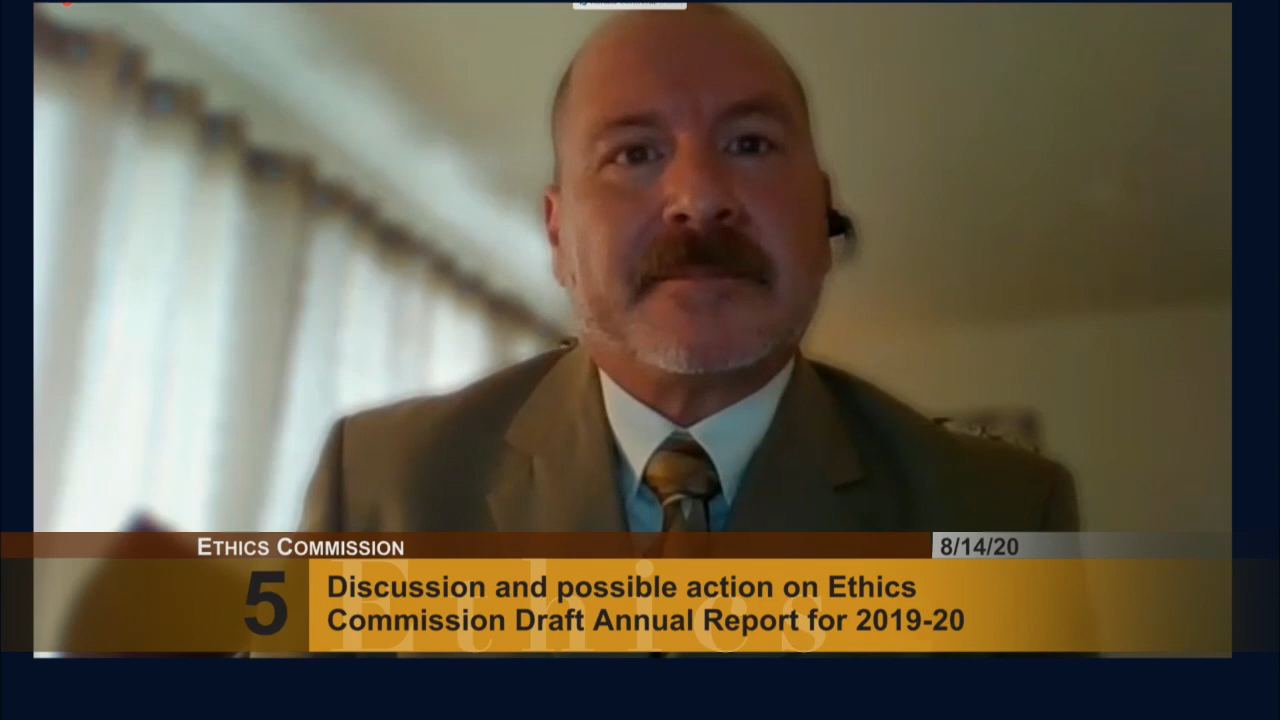 ETHICS COMMISSION
8/14/20
5
Discussion and possible action on Ethics
Commission Draft Annual Report for 2019-20
Ethics